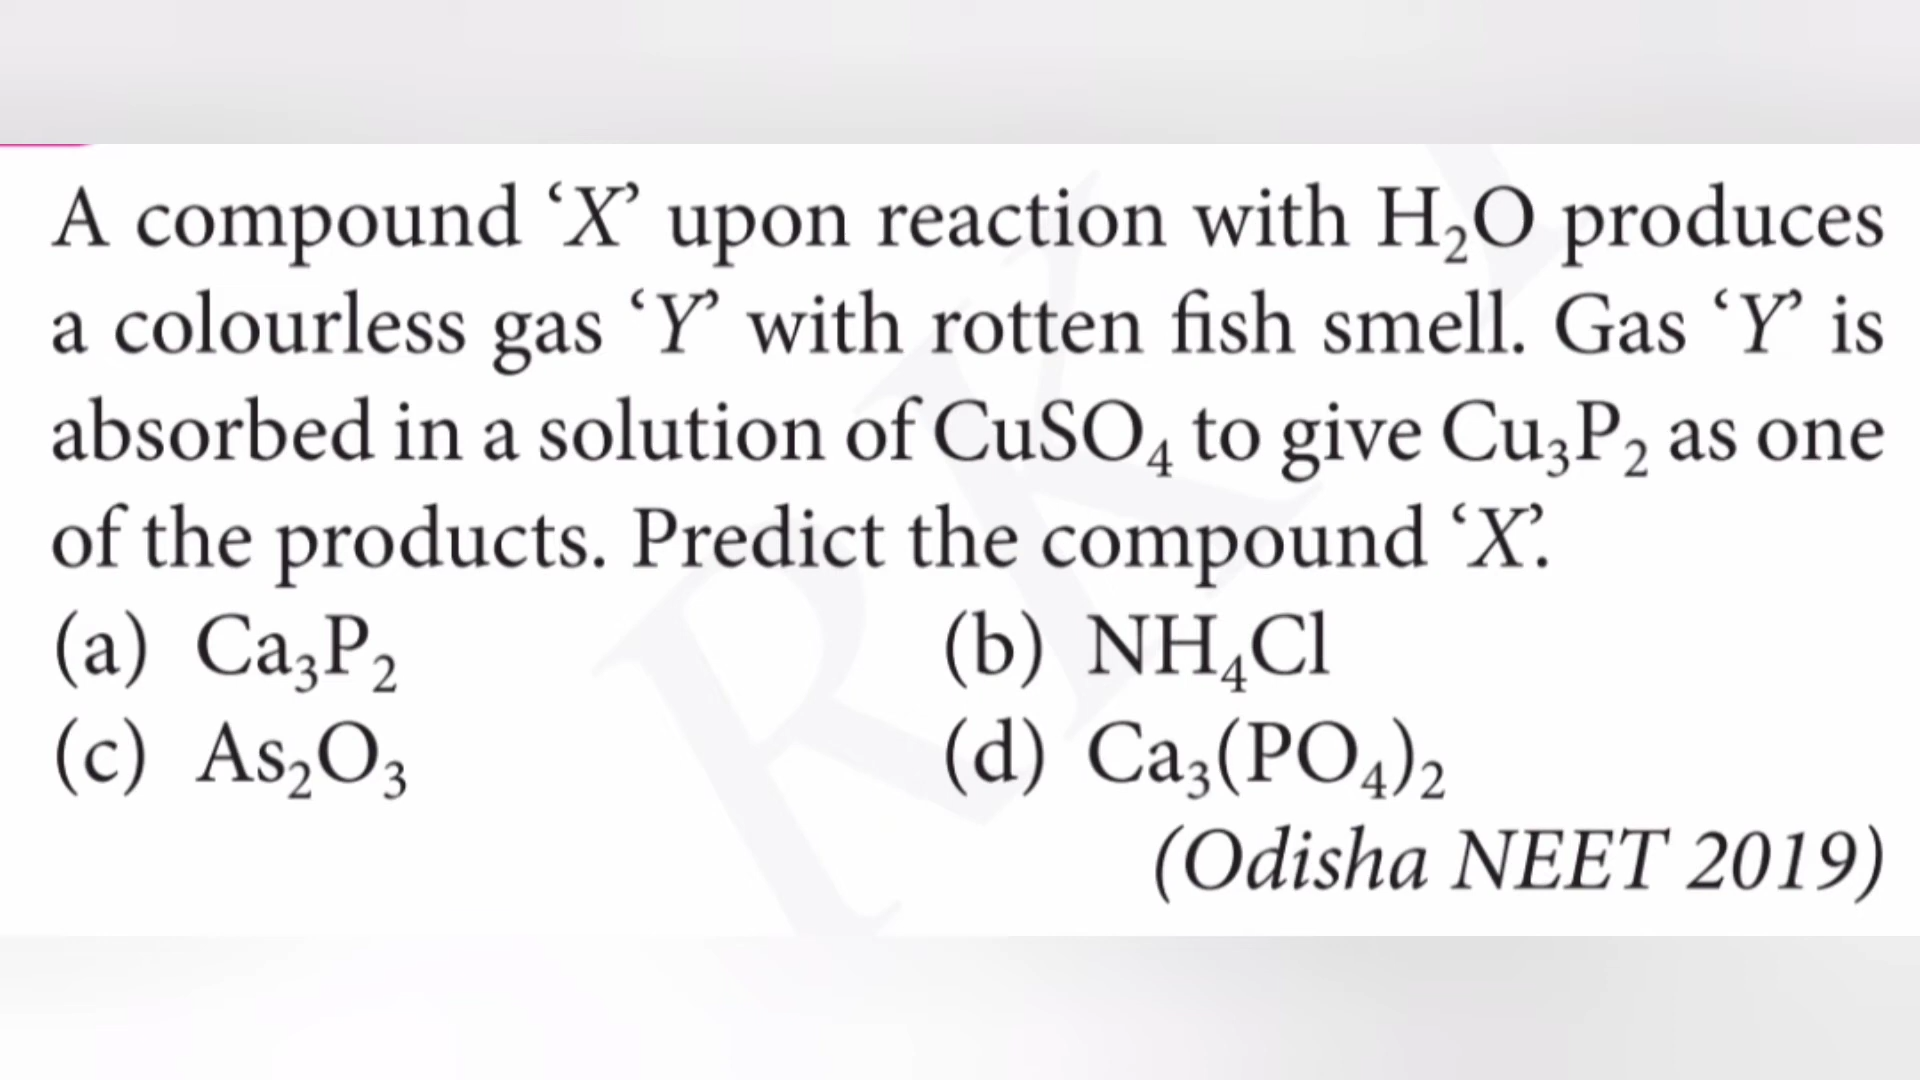 A compound ‘X’ upon reaction with H₂O produces
a colourless gas ‘Y’ with rotten fish smell. Gas ‘Y’ is
absorbed in a solution of CuSO₄ to give Cu₃P₂ as one
of the products. Predict the compound ‘X’.
(a) Ca₃P₂ (b) NH₄Cl
(c) As₂O₃ (d) Ca₃(PO₄)₂
(Odisha NEET 2019)